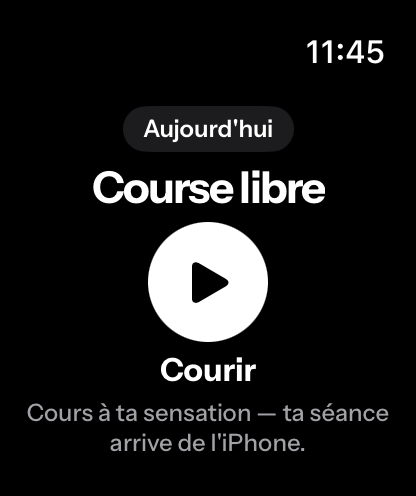 11:45
Aujourd'hui
Course libre
Courir
Cours à ta sensation — ta séance
arrive de l'iPhone.